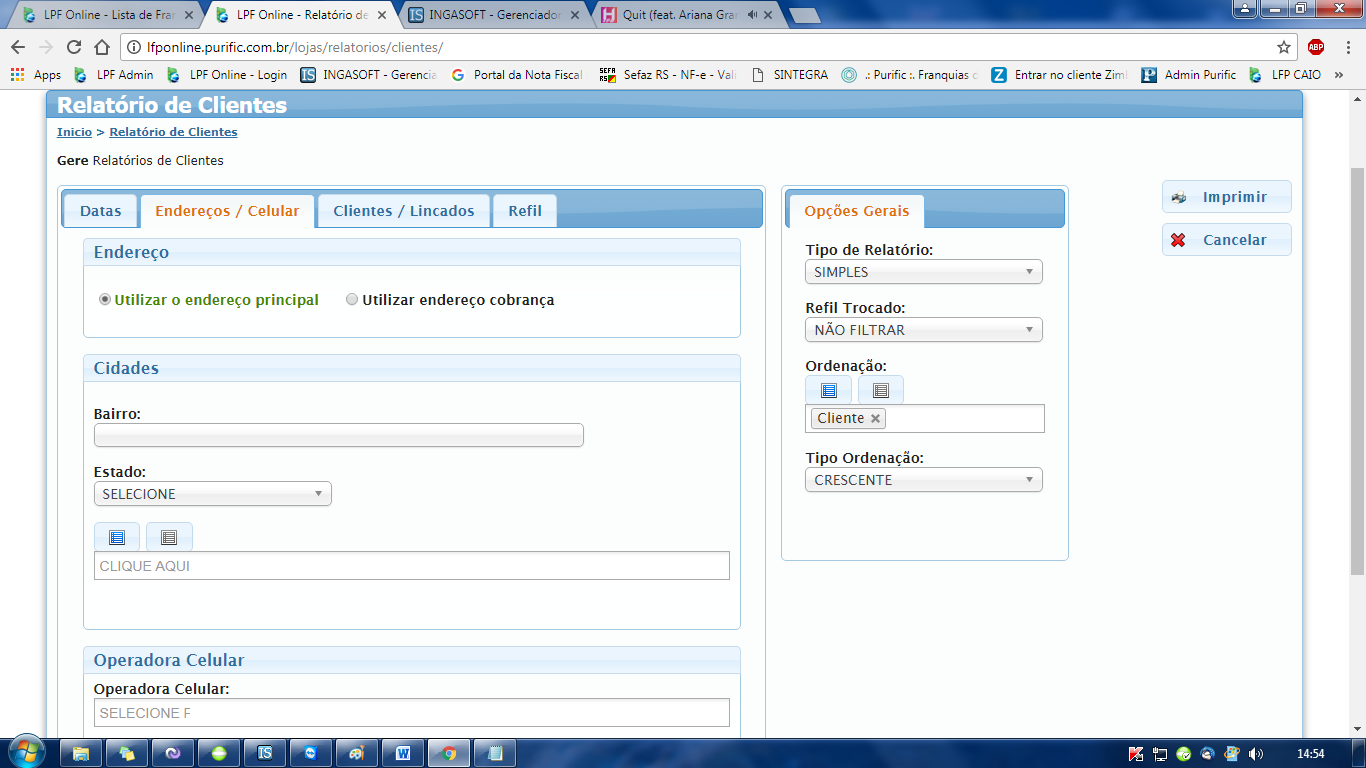 LPF Online - Lista de Fran
LPF Online - Relatório de
INGASOFT - Gerenciador
Quit (feat. Ariana Gran
lfponline.purific.com.br/lojas/relatorios/clientes/
ABP
Apps
LPF Admin
LPF Online - Login
INGASOFT - Gerencia
Portal da Nota Fiscal
Sefaz RS - NF-e - Vali
SINTEGRA
.: Purific :. Franquias
Entrar no cliente Zim
Admin Purific
LFP CAIO
»
Relatório de Clientes
Inicio > Relatório de Clientes
Gere Relatórios de Clientes
Datas
Endereços / Celular
Clientes / Lincados
Refil
Endereço
Utilizar o endereço principal
Utilizar endereço cobrança
Cidades
Bairro:
Estado:
SELECIONE
CLIQUE AQUI
Operadora Celular
Operadora Celular:
SELECIONE F
Opções Gerais
Tipo de Relatório:
SIMPLES
Refil Trocado:
NÃO FILTRAR
Ordenação:
Cliente
Tipo Ordenação:
CRESCENTE
Imprimir
Cancelar
14:54